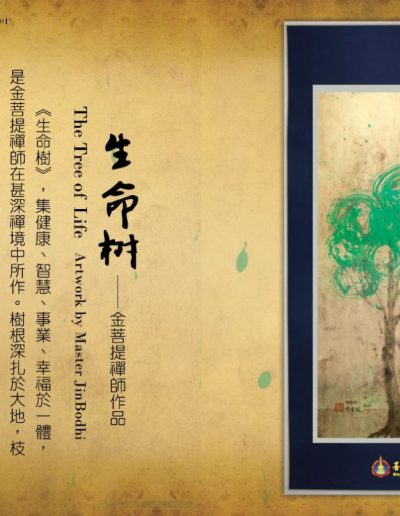 生命树——金菩提禪師作品
The Tree of Life Artwork by Master JinBodhi
《生命樹》，集健康、智慧、事業、幸福於一體，
是金菩提禪師在甚深禪境中所作。樹根深扎於大地，枝